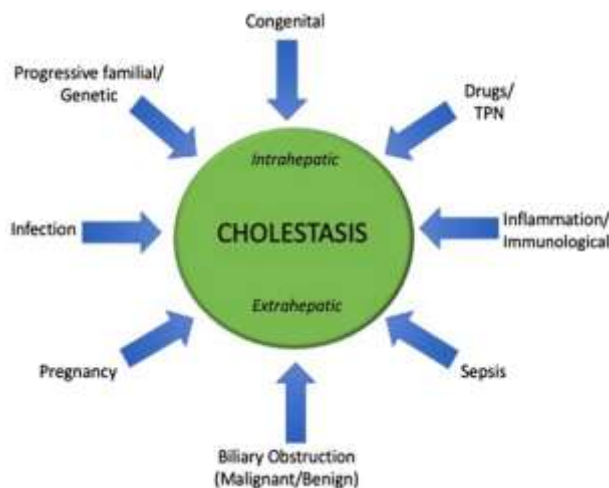 Congenital
Progressive familial/
Genetic
Drugs/
TPN
Intrahepatic
Infection
CHOLESTASIS
Inflammation/
Immunological
Extrahepatic
Pregnancy
Sepsis
Biliary Obstruction
(Malignant/Benign)